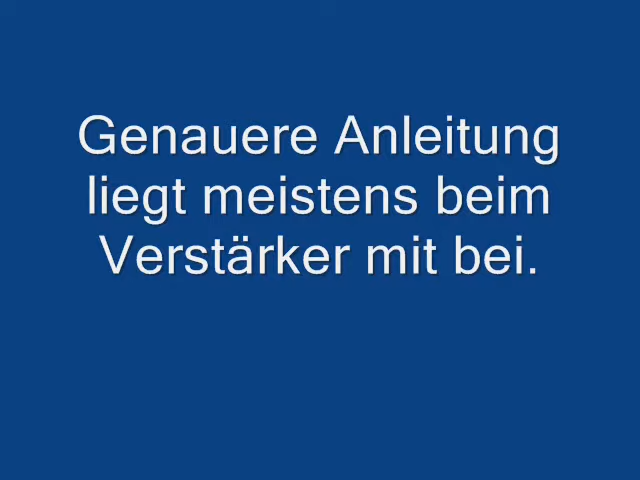 Genauere Anleitung
liegt meistens beim
Verstärker mit bei.